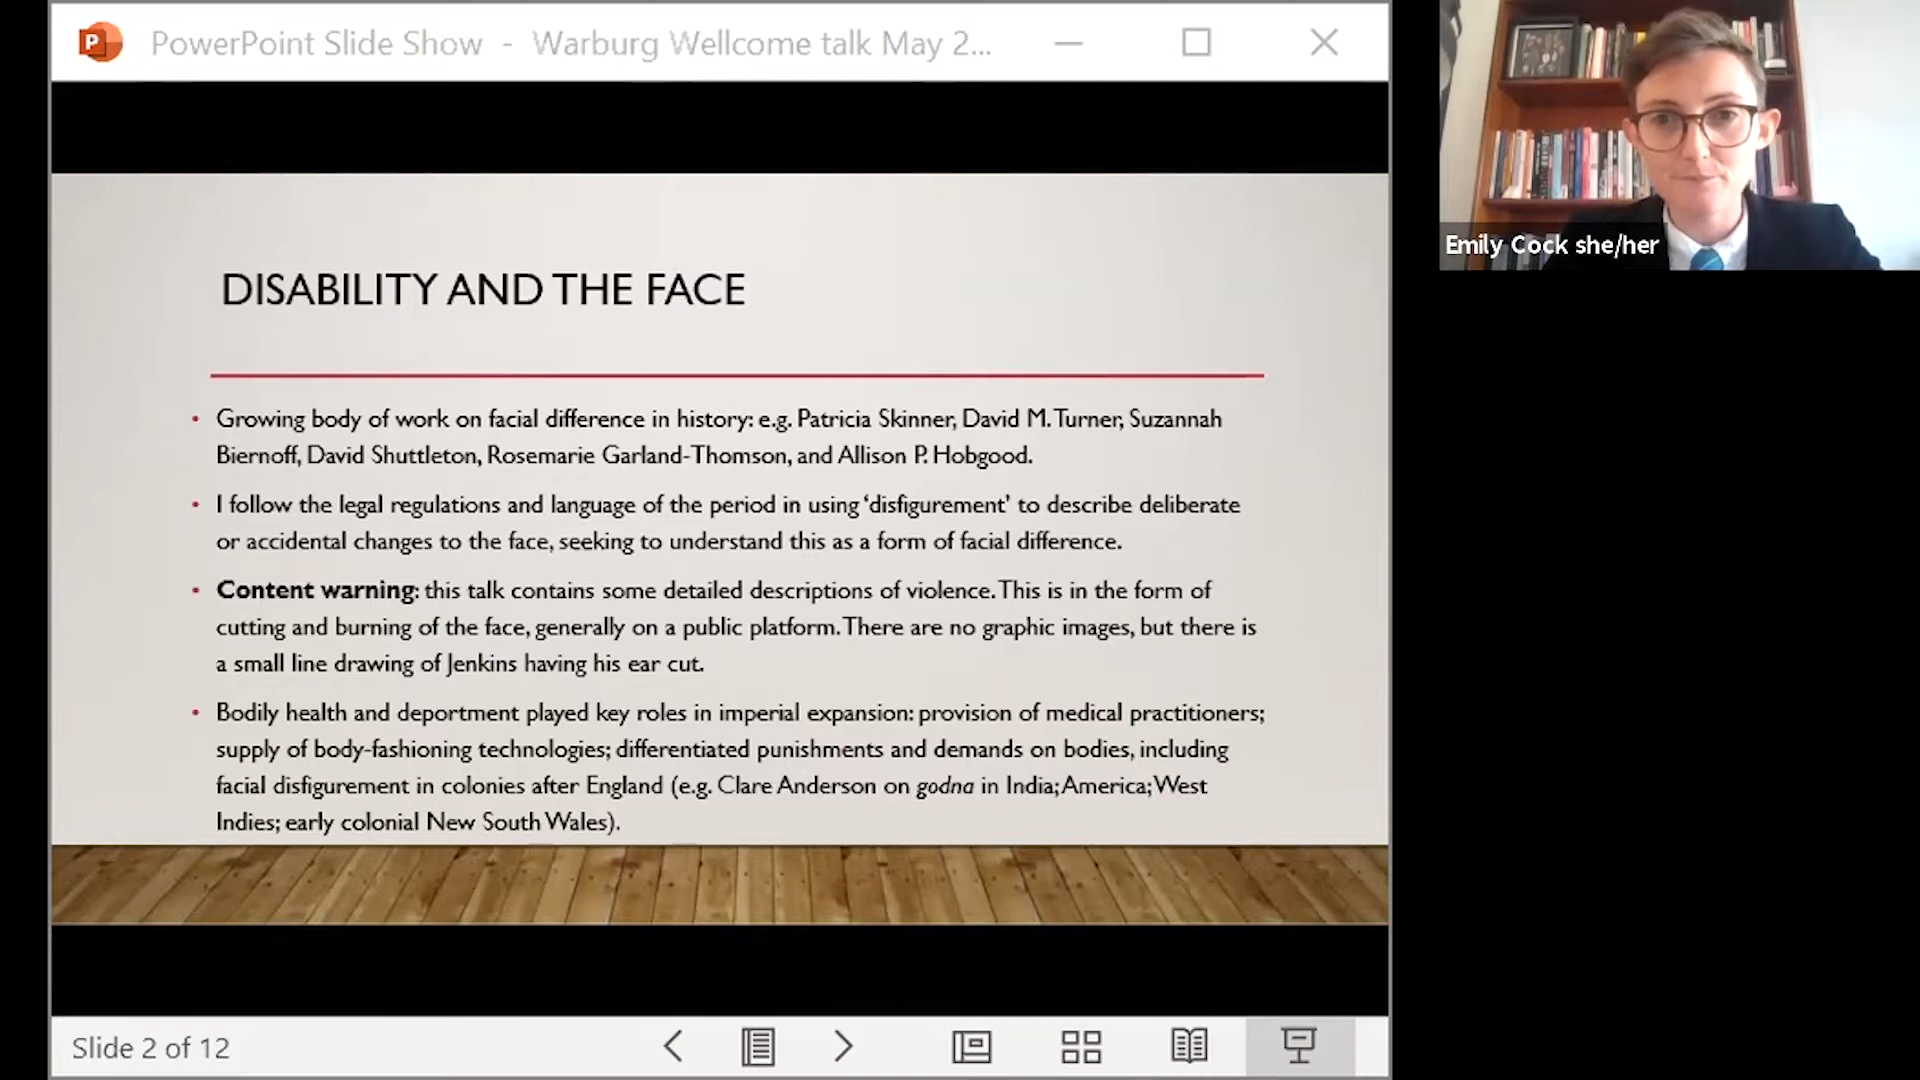 PowerPoint Slide Show - Warburg Wellcome talk May 2...
Emily Cock she/her
DISABILITY AND THE FACE
• Growing body of work on facial difference in history: e.g. Patricia Skinner, David M. Turner, Suzannah
Biernoff, David Shuttleton, Rosemarie Garland-Thomson, and Allison P. Hobgood.
• I follow the legal regulations and language of the period in using ‘disfigurement’ to describe deliberate
or accidental changes to the face, seeking to understand this as a form of facial difference.
• Content warning: this talk contains some detailed descriptions of violence. This is in the form of
cutting and burning of the face, generally on a public platform. There are no graphic images, but there is
a small line drawing of Jenkins having his ear cut.
• Bodily health and deportment played key roles in imperial expansion: provision of medical practitioners;
supply of body-fashioning technologies; differentiated punishments and demands on bodies, including
facial disfigurement in colonies after England (e.g. Clare Anderson on godna in India; America; West
Indies; early colonial New South Wales).
Slide 2 of 12